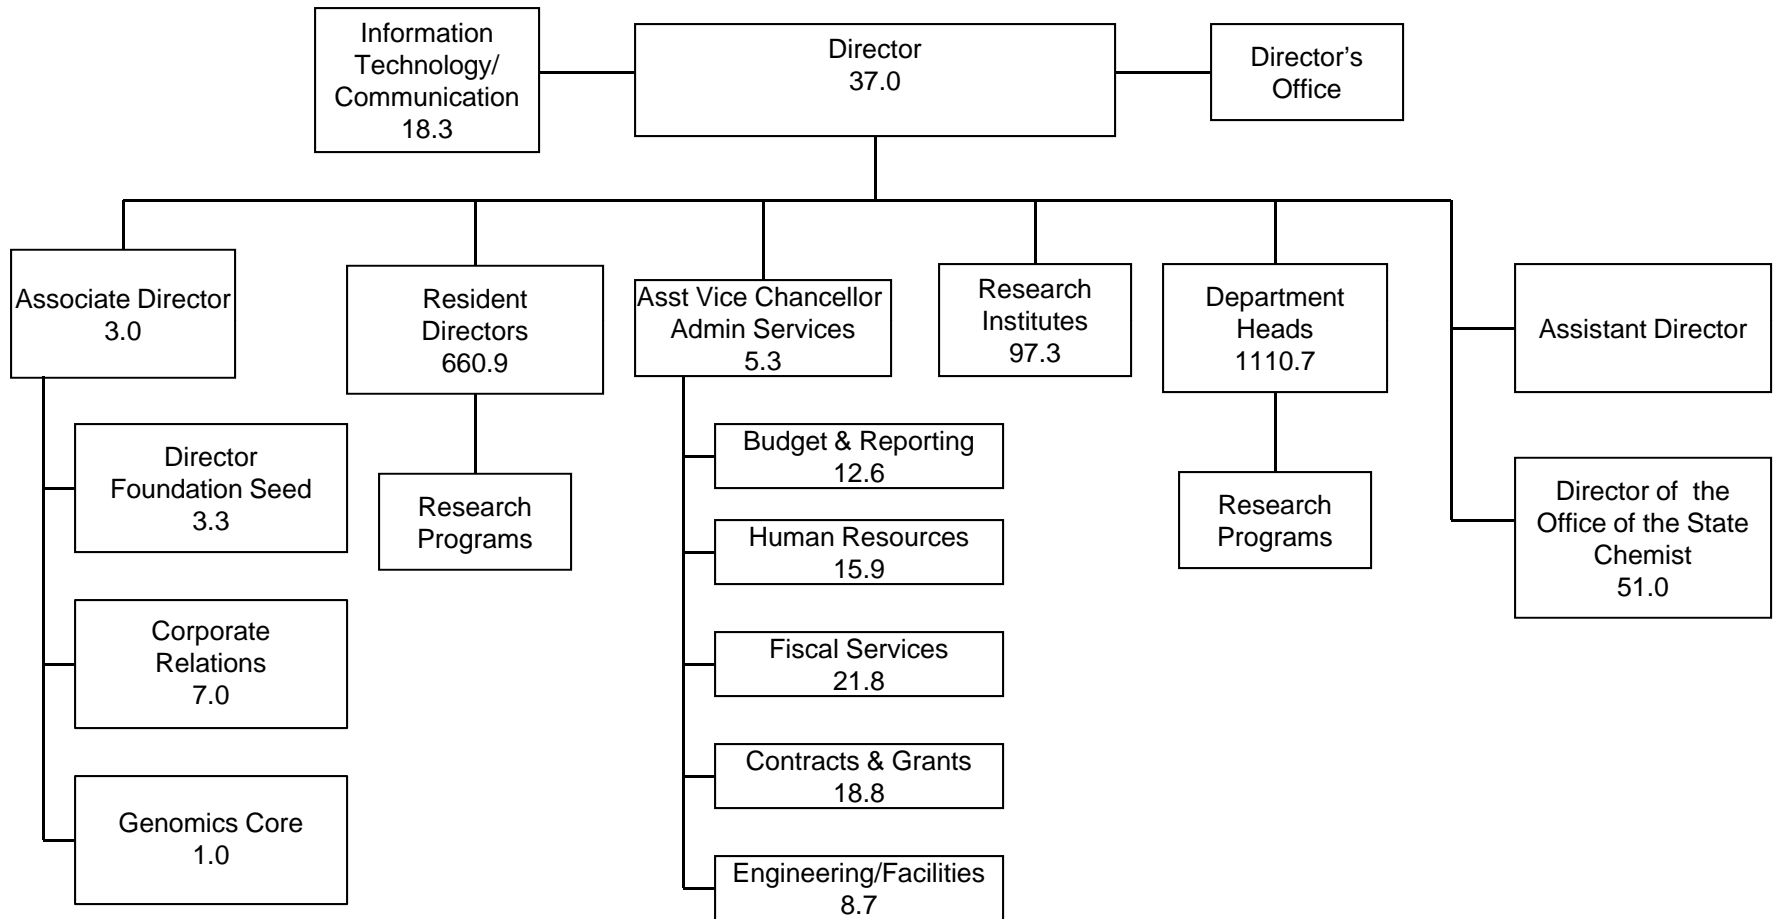 Information
Technology/
Communication
18.3
Director
37.0
Director’s
Office
Associate Director
3.0
Resident
Directors
660.9
Asst Vice Chancellor
Admin Services
5.3
Research
Institutes
97.3
Department
Heads
1110.7
Assistant Director
Director
Foundation Seed
3.3
Research
Programs
Budget & Reporting
12.6
Research
Programs
Director of  the
Office of the State
Chemist
51.0
Human Resources
15.9
Corporate
Relations
7.0
Fiscal Services
21.8
Contracts & Grants
18.8
Genomics Core
1.0
Engineering/Facilities
8.7